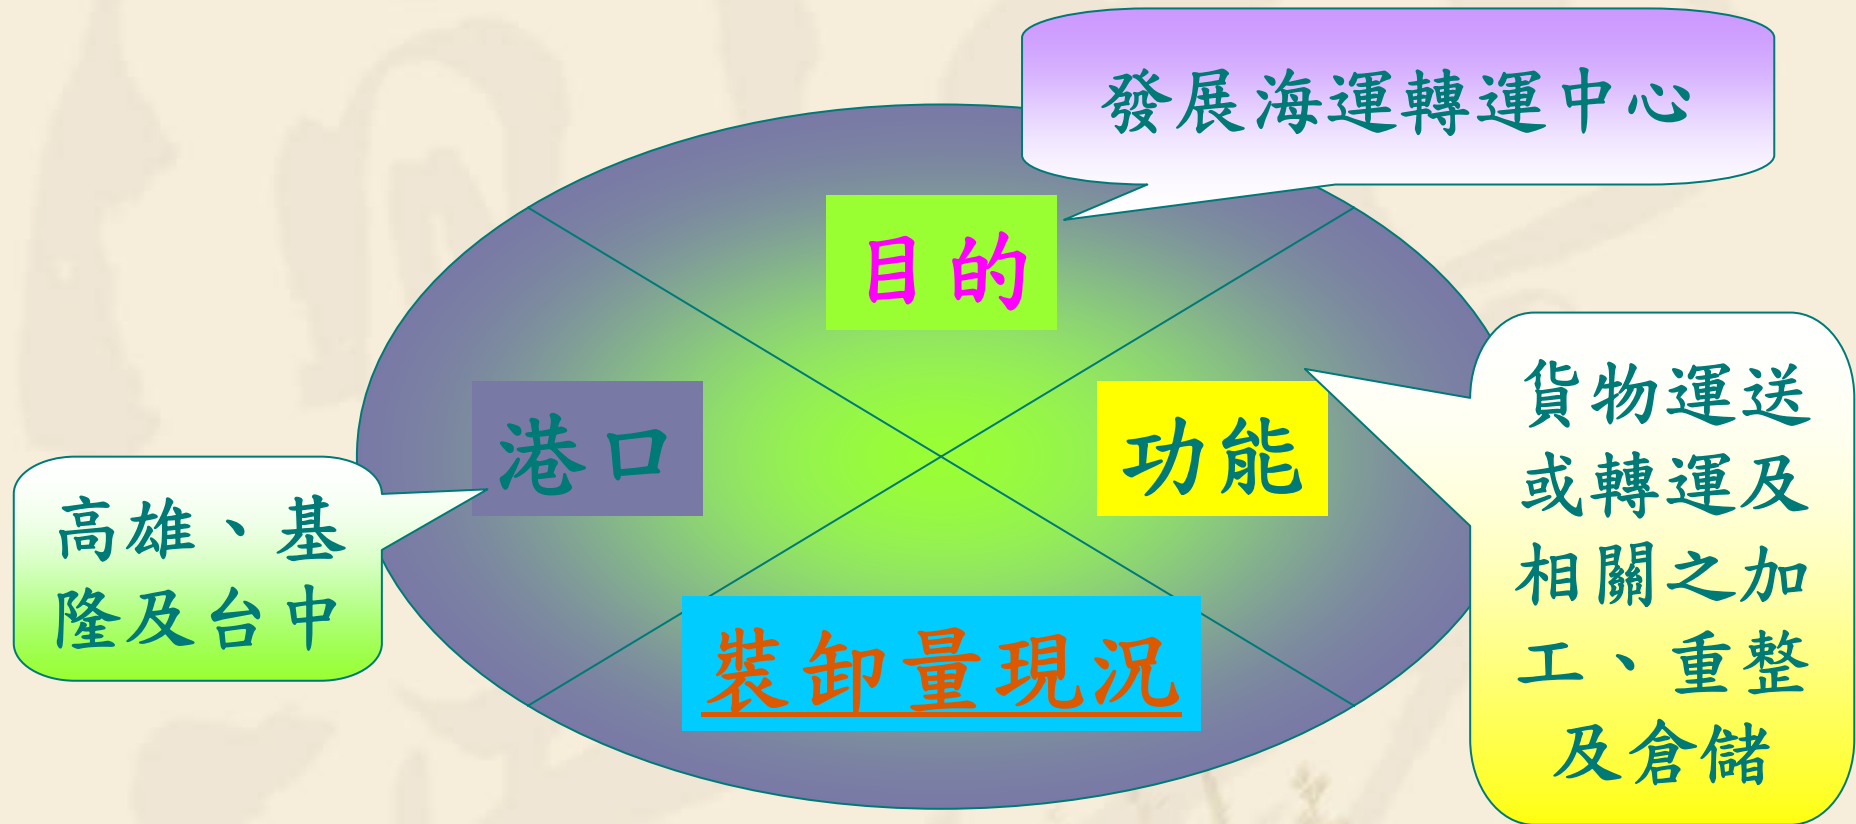 發展海運轉運中心
目的
港口
功能
高雄、基
隆及台中
貨物運送
或轉運及
相關之加
工、重整
及倉儲
裝卸量現況